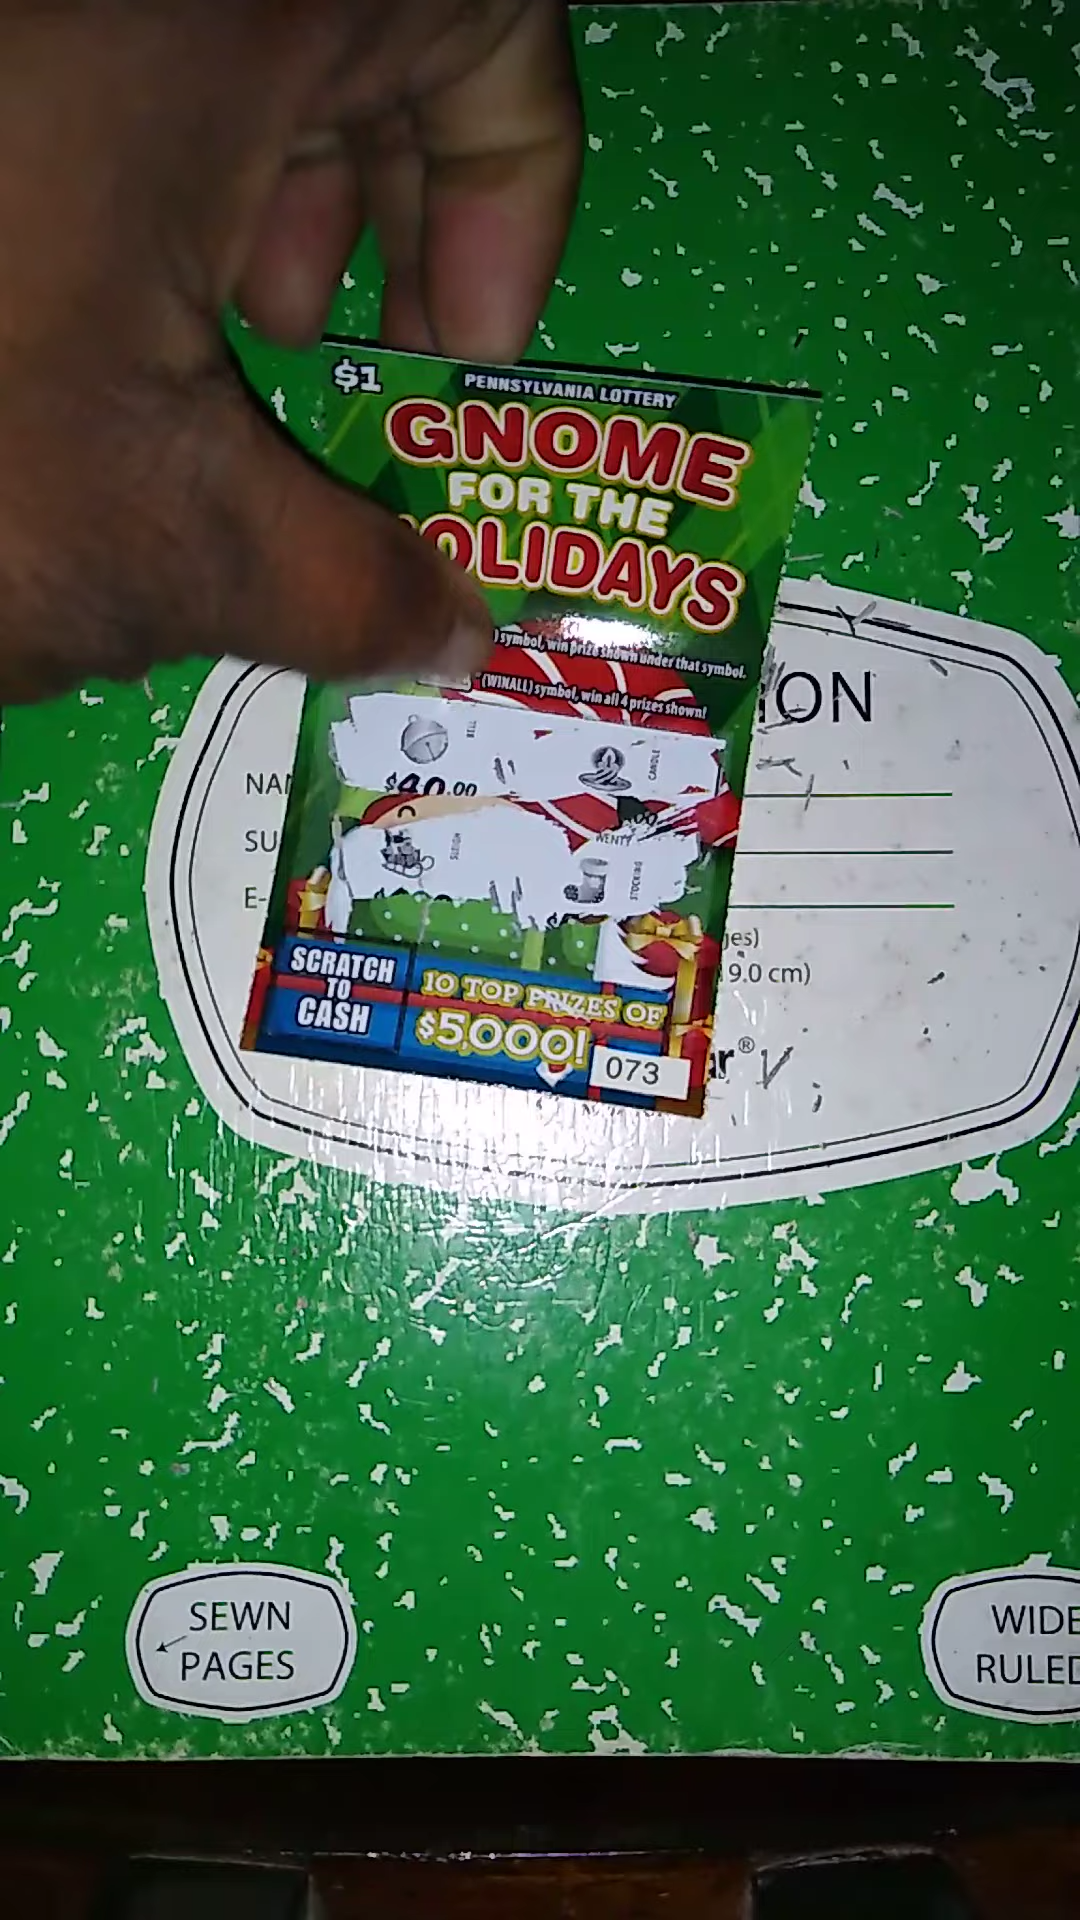 $1
PENNSYLVANIA LOTTERY
GNOME
FOR THE
OLIDAYS
symbol, win prize shown under that symbol.
(WINALL) symbol, win all 4 prizes shown!
BELL
CANDLE
$40.00
WENTY
SLEIGH
STOCKING
SCRATCH
TO
CASH
10 TOP PRIZES OF
$5,000!
073
ION
NA
SU
E-
9.0 cm)
SEWN
PAGES
WIDE
RULED